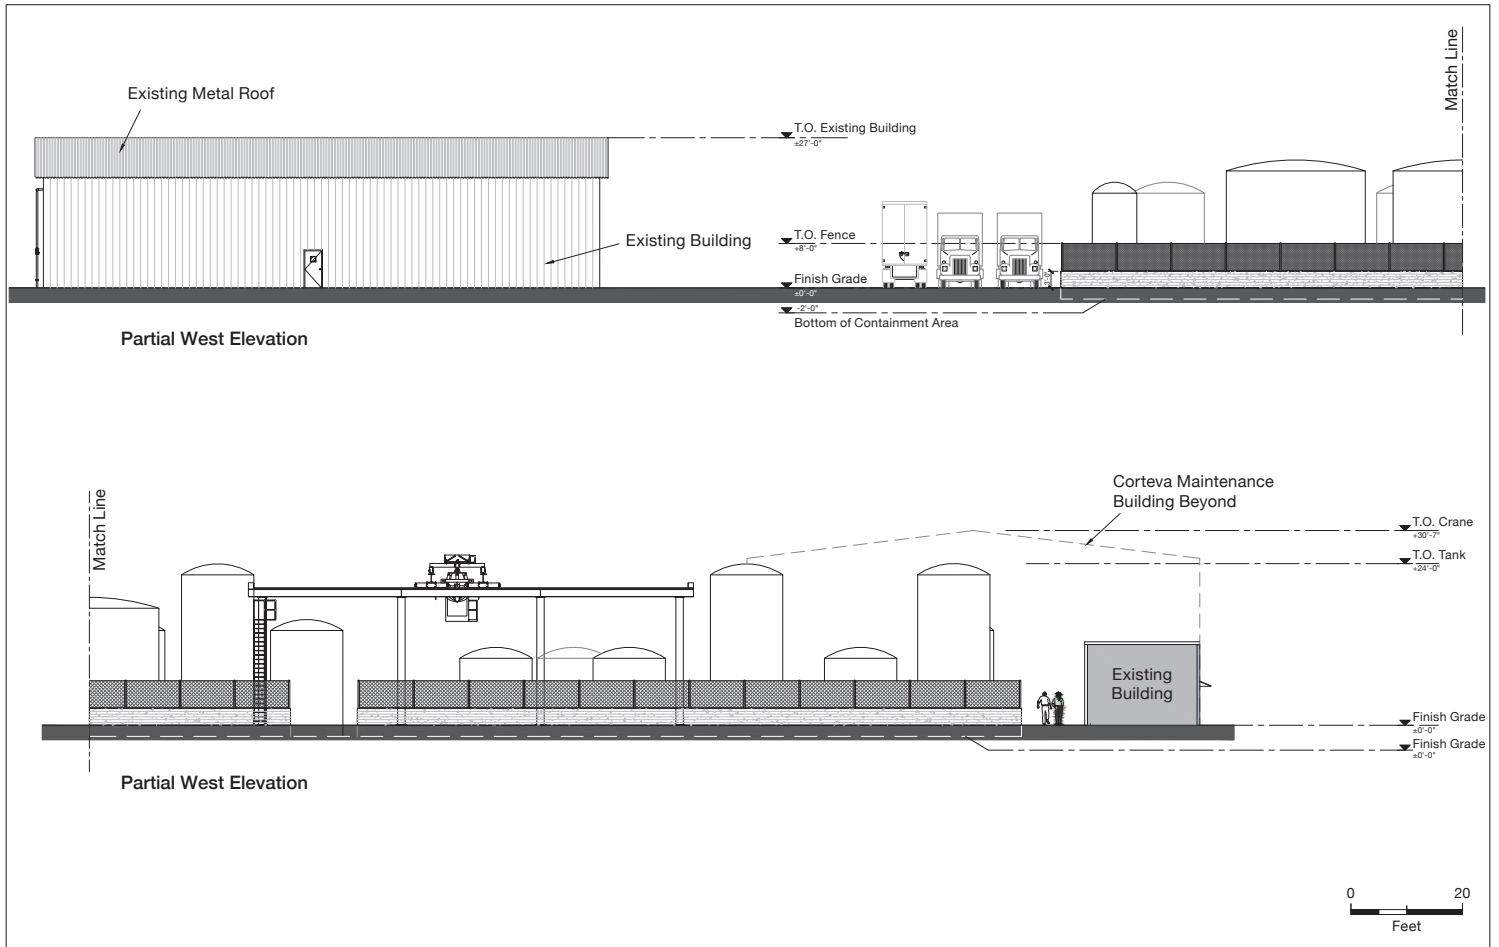 Existing Metal Roof
Match Line
T.O. Existing Building
±27'-0"
Existing Building
T.O. Fence
+8'-0"
Finish Grade
±0'-0"
3'-0"
-2'-0"
Bottom of Containment Area
Partial West Elevation
Match Line
Corteva Maintenance
Building Beyond
T.O. Crane
+30'-7"
T.O. Tank
+24'-0"
Existing
Building
Finish Grade
±0'-0"
Finish Grade
±0'-0"
Partial West Elevation
0 20
Feet